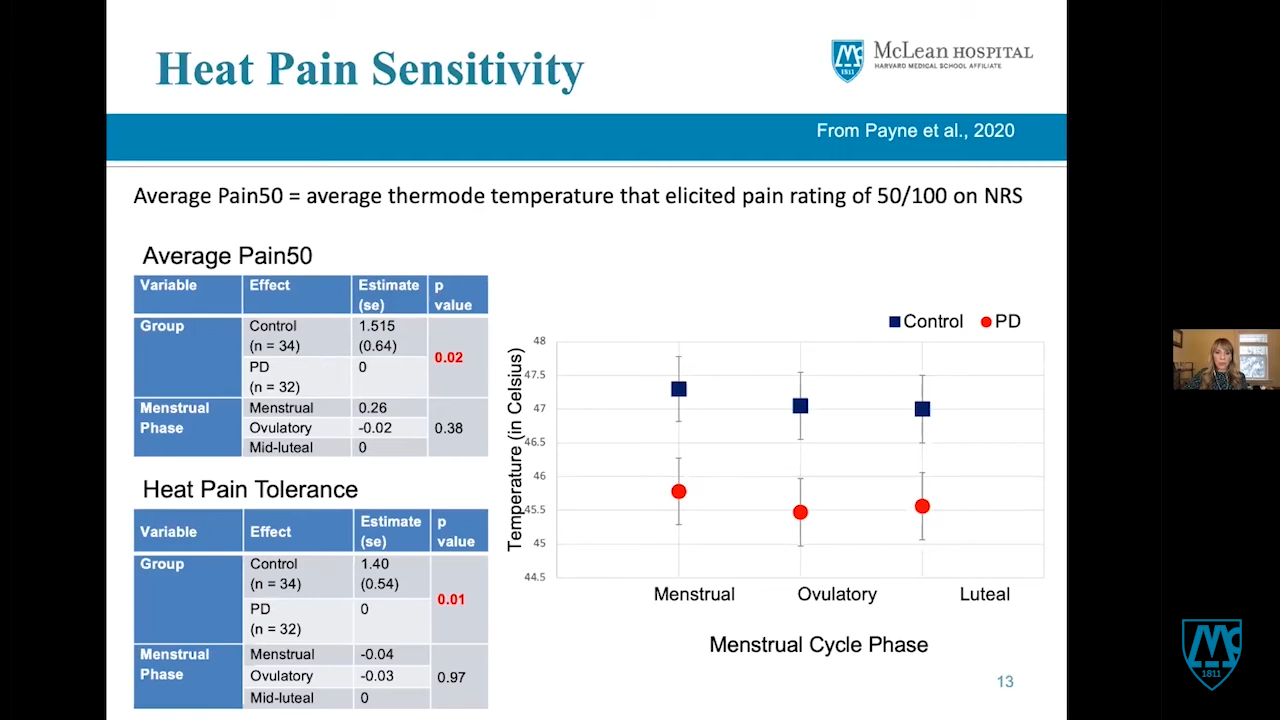 Heat Pain Sensitivity
McLean HOSPITAL
HARVARD MEDICAL SCHOOL AFFILIATE
1811
From Payne et al., 2020
Average Pain50 = average thermode temperature that elicited pain rating of 50/100 on NRS
Average Pain50
Variable Effect Estimate (se) p value
Group Control (n = 34) 1.515 (0.64) 0.02
PD (n = 32) 0
Menstrual Phase Menstrual 0.26 0.38
Ovulatory -0.02
Mid-luteal 0
Heat Pain Tolerance
Variable Effect Estimate (se) p value
Group Control (n = 34) 1.40 (0.54) 0.01
PD (n = 32) 0
Menstrual Phase Menstrual -0.04 0.97
Ovulatory -0.03
Mid-luteal 0
Control PD
Temperature (in Celsius)
48
47.5
47
46.5
46
45.5
45
44.5
Menstrual Ovulatory Luteal
Menstrual Cycle Phase
13
1811